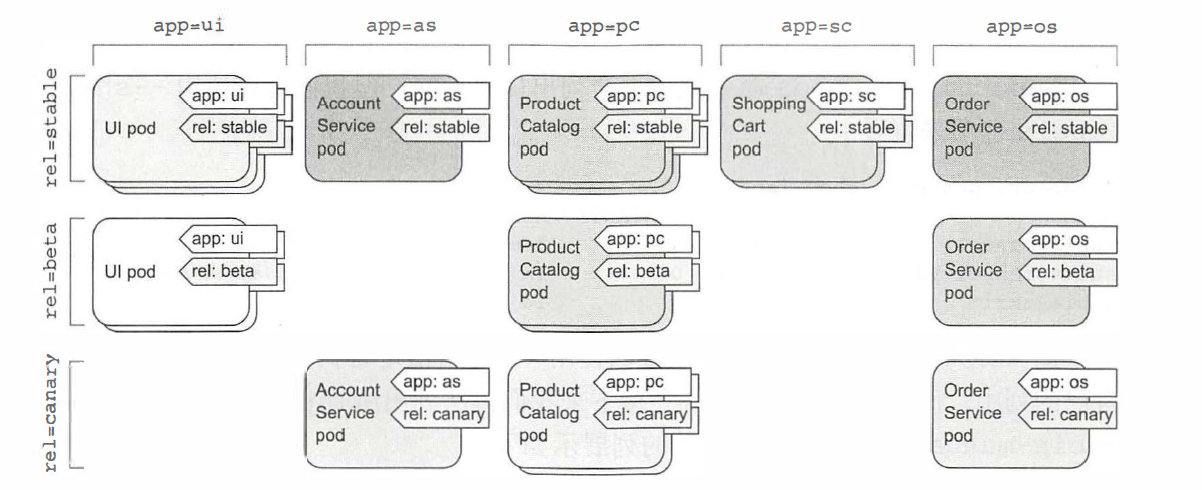 app=ui
app=as
app=pc
app=sc
app=os
rel=stable
UI pod
app: ui
rel: stable
Account
Service
pod
app: as
rel: stable
Product
Catalog
pod
app: pc
rel: stable
Shopping
Cart
pod
app: sc
rel: stable
Order
Service
pod
app: os
rel: stable
rel=beta
UI pod
app: ui
rel: beta
Product
Catalog
pod
app: pc
rel: beta
Order
Service
pod
app: os
rel: beta
rel=canary
Account
Service
pod
app: as
rel: canary
Product
Catalog
pod
app: pc
rel: canary
Order
Service
pod
app: os
rel: canary